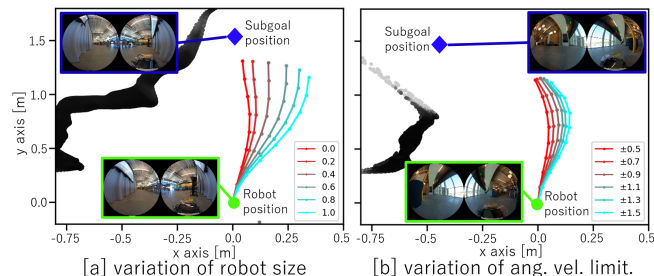 1.5
1.0
0.5
0.0
y axis [m]
Subgoal
position
Robot
position
0.0
0.2
0.4
0.6
0.8
1.0
-0.75
-0.50
-0.25
0.0
0.25
0.5
x axis [m]
[a] variation of robot size
Subgoal
position
Robot
position
±0.5
±0.7
±0.9
±1.1
±1.3
±1.5
-0.75
-0.50
-0.25
0.0
0.25
0.5
x axis [m]
[b] variation of ang. vel. limit.